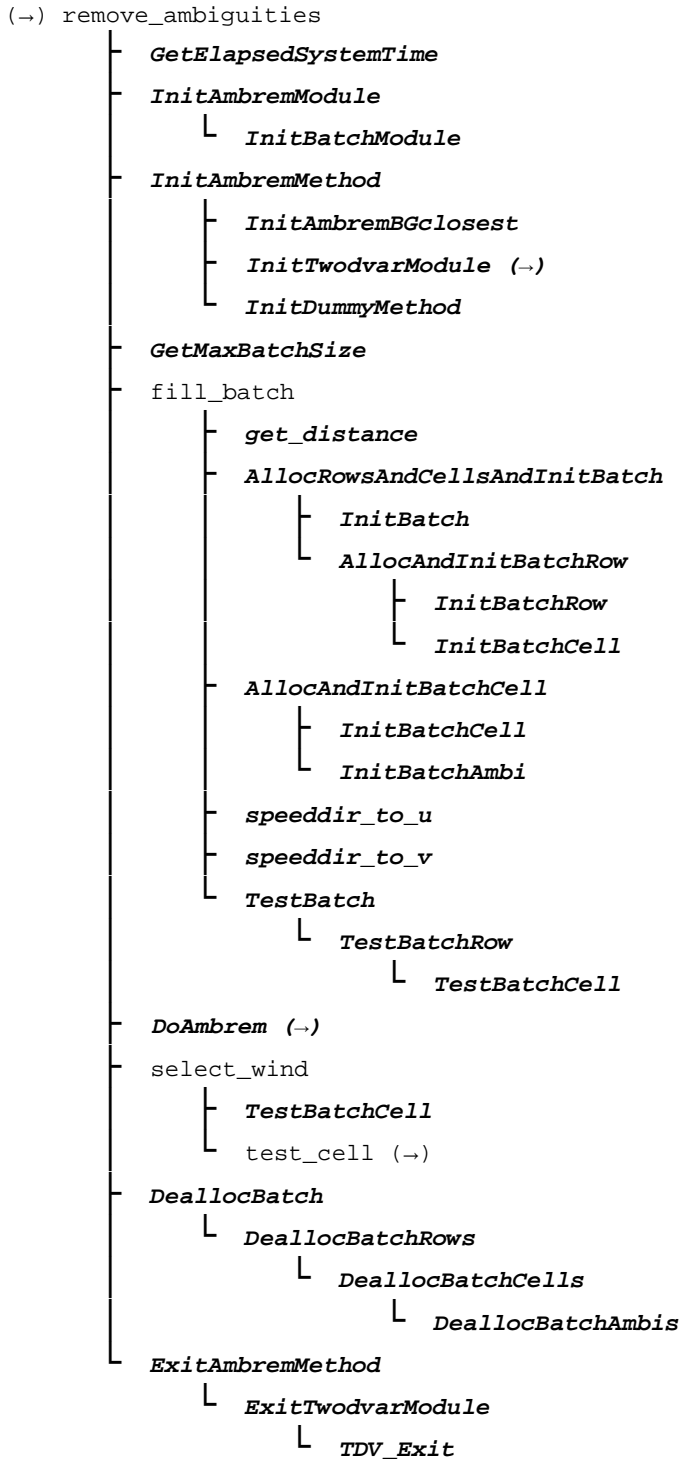 (→) remove_ambiguities
GetElapsedSystemTime
InitAmbremModule
InitBatchModule
InitAmbremMethod
InitAmbremBGclosest
InitTwodvarModule (→)
InitDummyMethod
GetMaxBatchSize
fill_batch
get_distance
AllocRowsAndCellsAndInitBatch
InitBatch
AllocAndInitBatchRow
InitBatchRow
InitBatchCell
AllocAndInitBatchCell
InitBatchCell
InitBatchAmbi
speeddir_to_u
speeddir_to_v
TestBatch
TestBatchRow
TestBatchCell
DoAmbrem (→)
select_wind
TestBatchCell
test_cell (→)
DeallocBatch
DeallocBatchRows
DeallocBatchCells
DeallocBatchAmbis
ExitAmbremMethod
ExitTwodvarModule
TDV_Exit